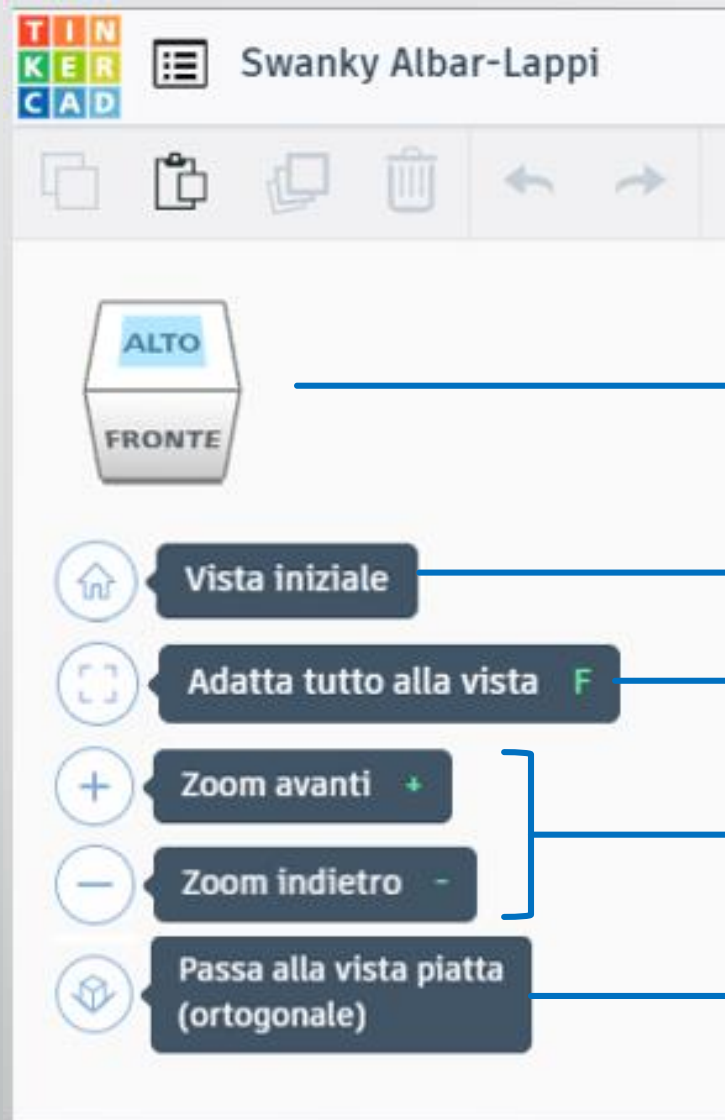 TIN
KER
CAD
Swanky Albar-Lappi
ALTO
FRONTE
Vista iniziale
Adatta tutto alla vista F
Zoom avanti +
Zoom indietro -
Passa alla vista piatta
(ortogonale)